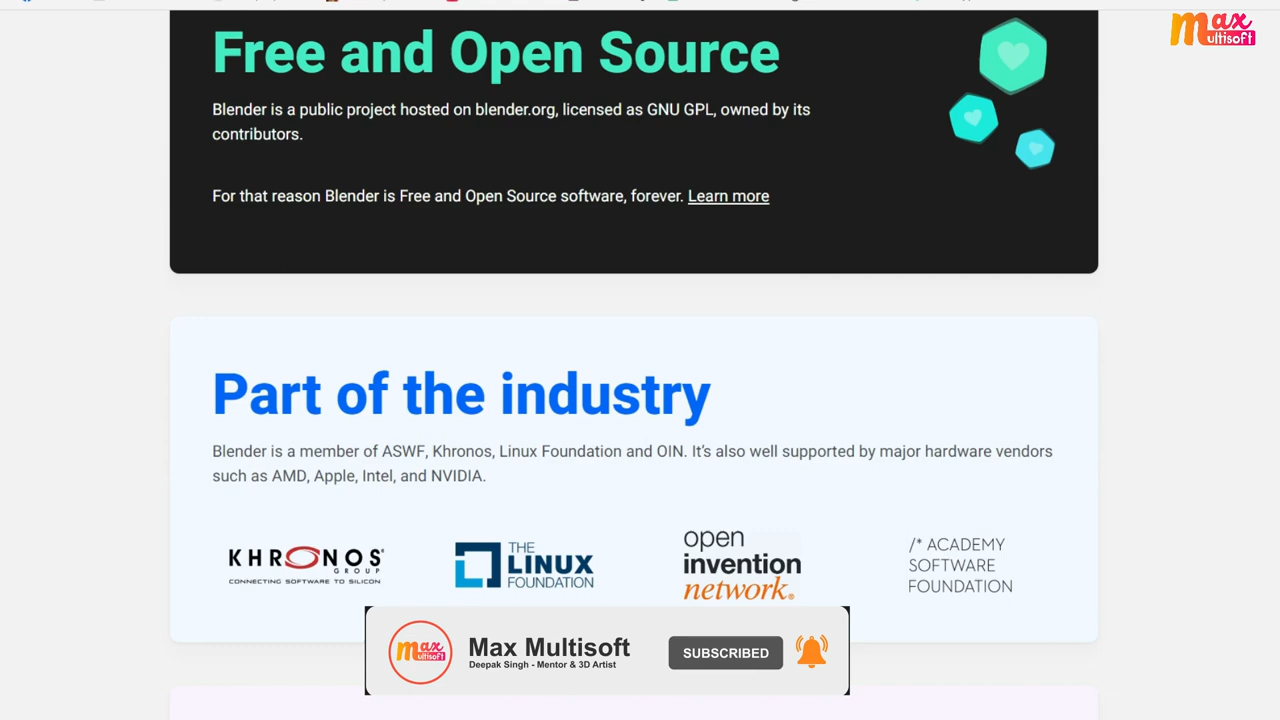 max
ultisoft
Free and Open Source
Blender is a public project hosted on blender.org, licensed as GNU GPL, owned by its
contributors.
For that reason Blender is Free and Open Source software, forever. Learn more
Part of the industry
Blender is a member of ASWF, Khronos, Linux Foundation and OIN. It’s also well supported by major hardware vendors
such as AMD, Apple, Intel, and NVIDIA.
KHRONOS
GROUP
CONNECTING SOFTWARE TO SILICON
THE
LINUX
FOUNDATION
open
invention
network®
/* ACADEMY
SOFTWARE
FOUNDATION
max
ultisoft
Max Multisoft
Deepak Singh - Mentor & 3D Artist
SUBSCRIBED